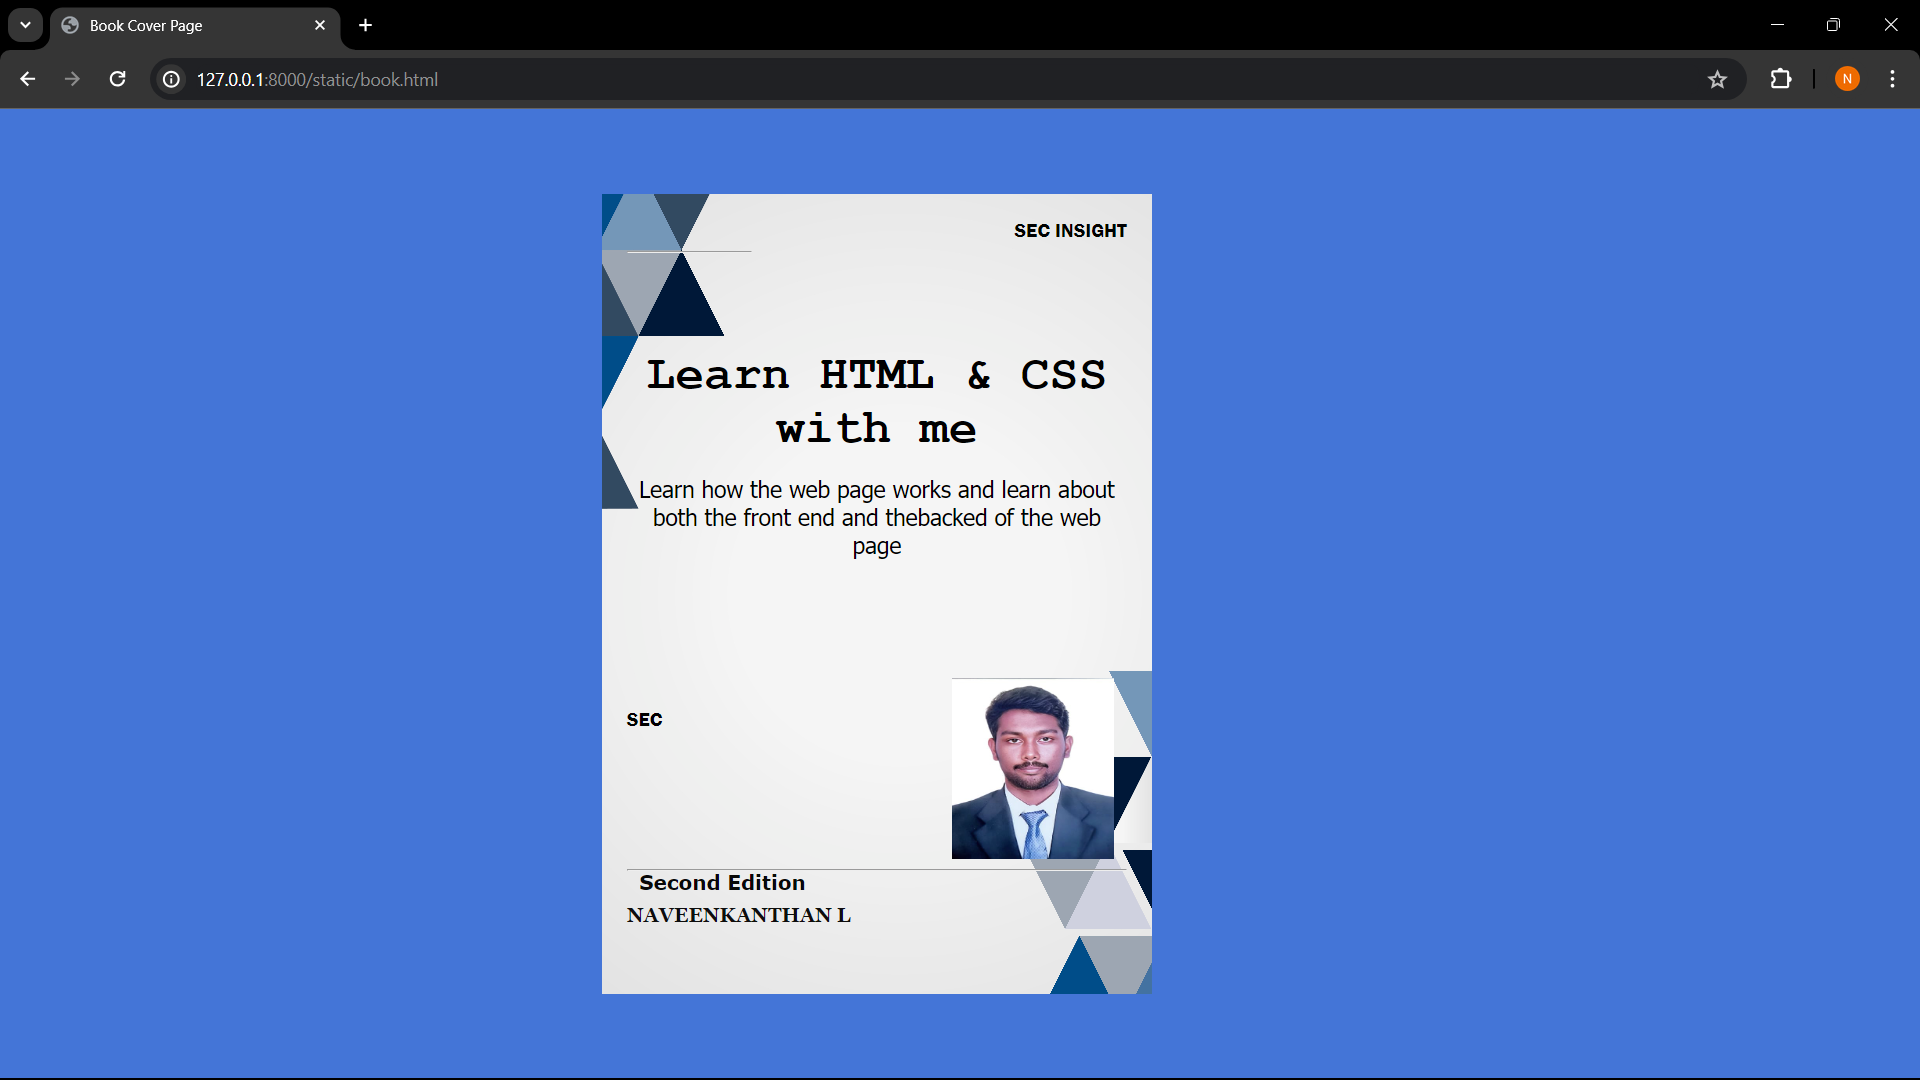 Book Cover Page
127.0.0.1:8000/static/book.html
N
SEC INSIGHT
Learn HTML & CSS
with me
Learn how the web page works and learn about
both the front end and thebacked of the web
page
SEC
Second Edition
NAVEENKANTHAN L